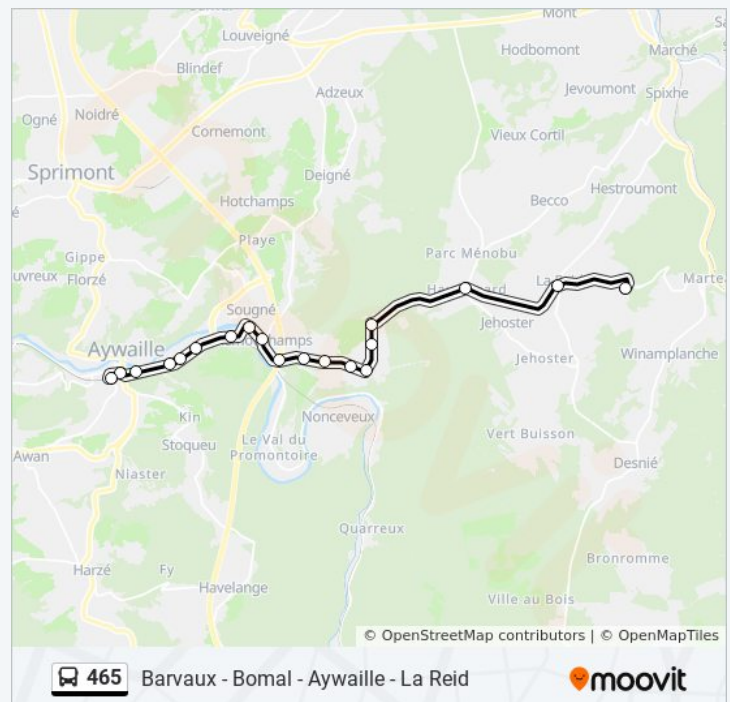 Mont
Louveigné
Hodbomont
Marché
Blindef
Jevoumont
Spixhe
Adzeux
Noidré
Ogné
Cornemont
Vieux Cortil
Sprimont
Deigné
Hestroumont
Becco
Hotchamps
Playe
Parc Ménobu
Gippe
Florzé
Sougné
Jehoster
Aywaille
Winamplanche
Jehoster
Nonceveux
Kin
Stoqueu
Le Val du
Promontoire
Vert Buisson
Awan
Niaster
Desnié
Quarreux
Bronromme
Harzé
Fy
Havelange
Ville au Bois
© OpenStreetMap contributors | © OpenMapTiles
465 Barvaux - Bomal - Aywaille - La Reid
moovit